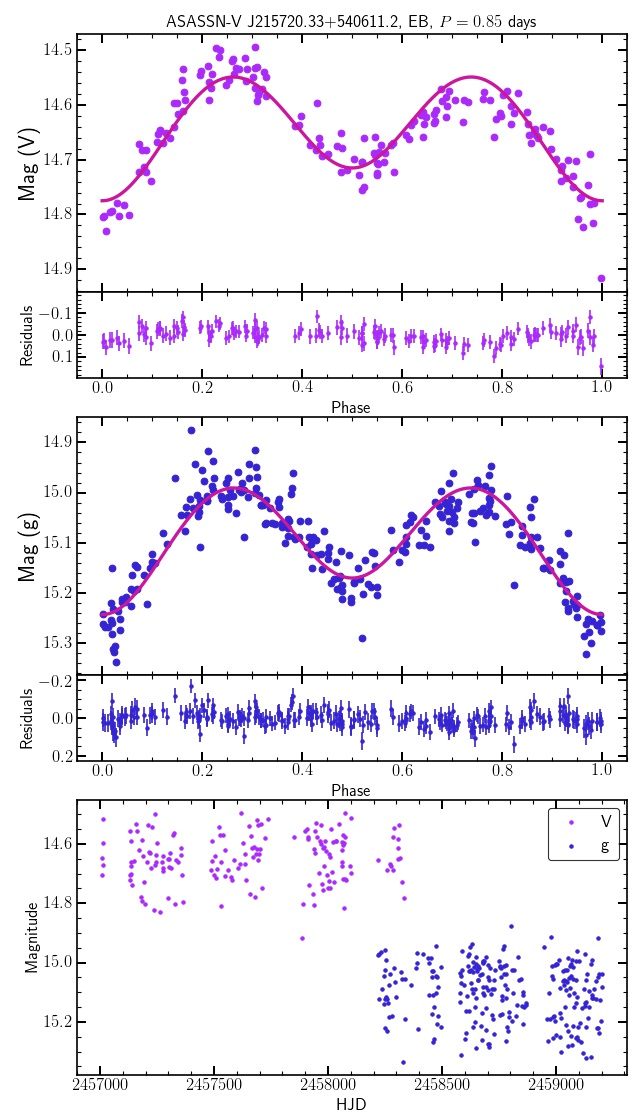 ASASSN-V J215720.33+540611.2, EB, P = 0.85 days
14.5
14.6
14.7
14.8
14.9
Mag (V)
−0.1
0.0
0.1
Residuals
0.0 0.2 0.4 0.6 0.8 1.0
Phase
14.9
15.0
15.1
15.2
15.3
Mag (g)
−0.2
0.0
0.2
Residuals
0.0 0.2 0.4 0.6 0.8 1.0
Phase
V
g
14.6
14.8
15.0
15.2
Magnitude
2457000 2457500 2458000 2458500 2459000
HJD